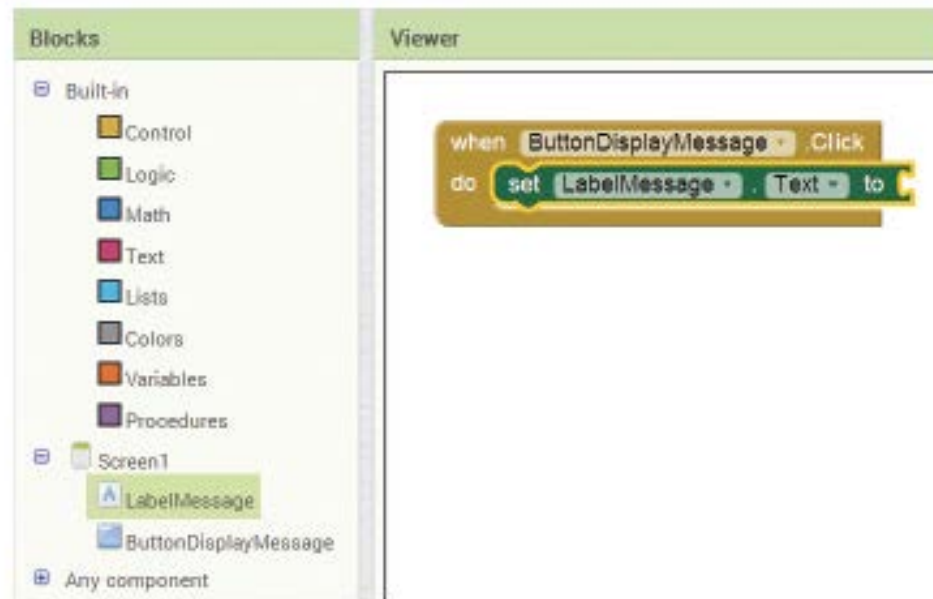 Blocks
Built-in
Control
Logic
Math
Text
Lists
Colors
Variables
Procedures
Screen1
LabelMessage
ButtonDisplayMessage
Any component
Viewer
when ButtonDisplayMessage .Click
do set LabelMessage . Text to